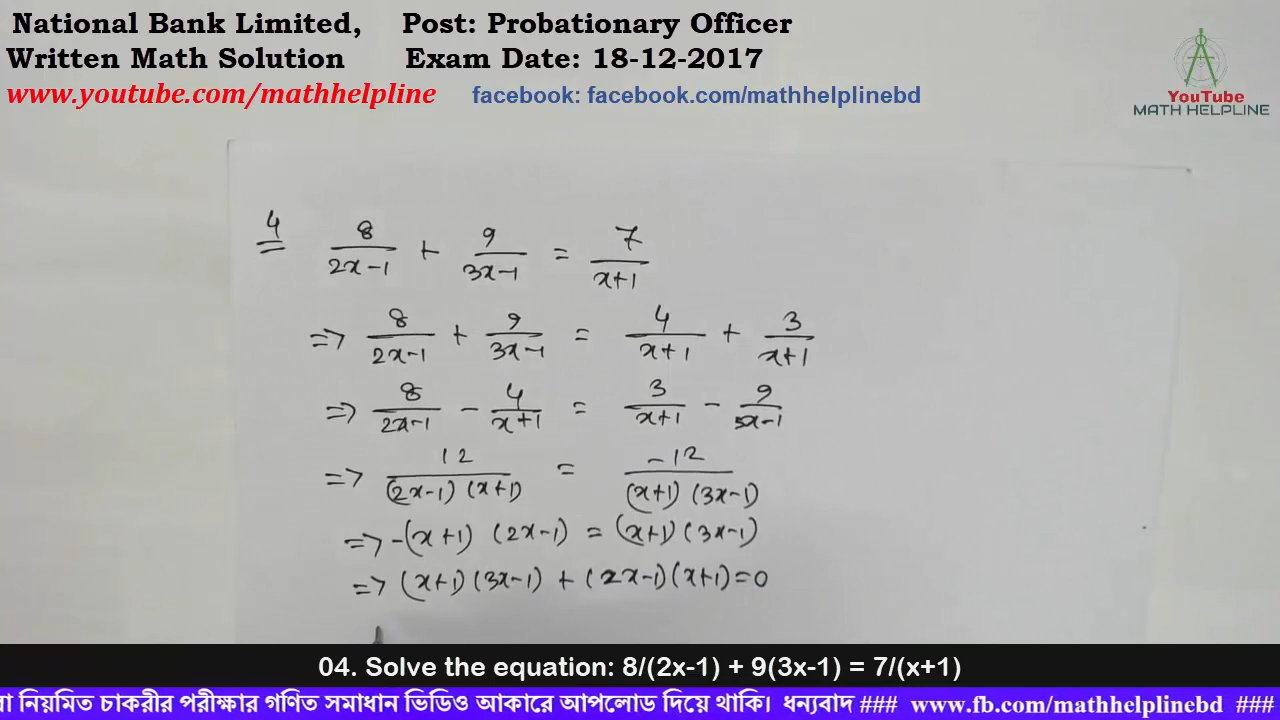 National Bank Limited, Post: Probationary Officer
Written Math Solution Exam Date: 18-12-2017
www.youtube.com/mathhelpline facebook: facebook.com/mathhelplinebd
YouTube
MATH HELPLINE
4 8/(2x-1) + 9/(3x-1) = 7/(x+1)
=> 8/(2x-1) + 9/(3x-1) = 4/(x+1) + 3/(x+1)
=> 8/(2x-1) - 4/(x+1) = 3/(x+1) - 9/(3x-1)
=> 12/((2x-1)(x+1)) = -12/((x+1)(3x-1))
=> -(x+1)(2x-1) = (x+1)(3x-1)
=> (x+1)(3x-1) + (2x-1)(x+1) = 0
04. Solve the equation: 8/(2x-1) + 9(3x-1) = 7/(x+1)
নিয়মিত চাকরীর পরীক্ষার গণিত সমাধান ভিডিও আকারে আপলোড দিয়ে থাকি। ধন্যবাদ ### www.fb.com/mathhelplinebd ###